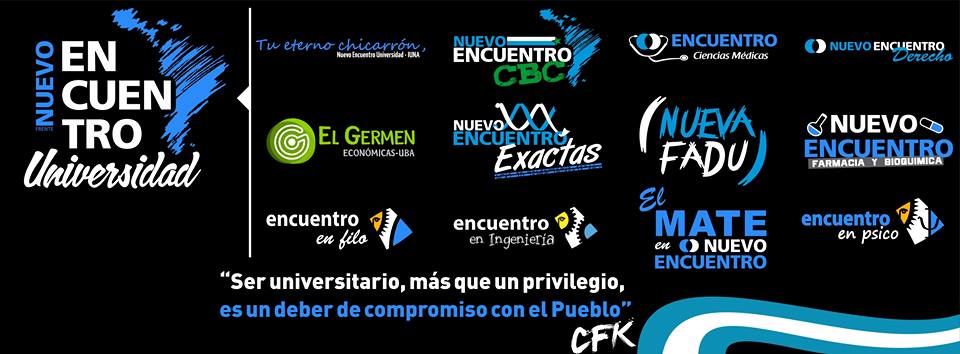 NUEVO
FRENTE
EN
CUEN
TRO
Universidad
Tu eterno chicarrón,
Nuevo Encuentro Universidad - IUNA
NUEVO
ENCUENTRO
CBC
ENCUENTRO
Ciencias Médicas
NUEVO ENCUENTRO
Derecho
EL GERMEN
ECONÓMICAS-UBA
NUEVO
ENCUENTRO
Exactas
NUEVA
FADU
NUEVO
ENCUENTRO
FARMACIA Y BIOQUIMICA
encuentro
en filo
encuentro
en Ingeniería
El
MATE
en NUEVO
ENCUENTRO
encuentro
en psico
“Ser universitario, más que un privilegio,
es un deber de compromiso con el Pueblo”
CFK